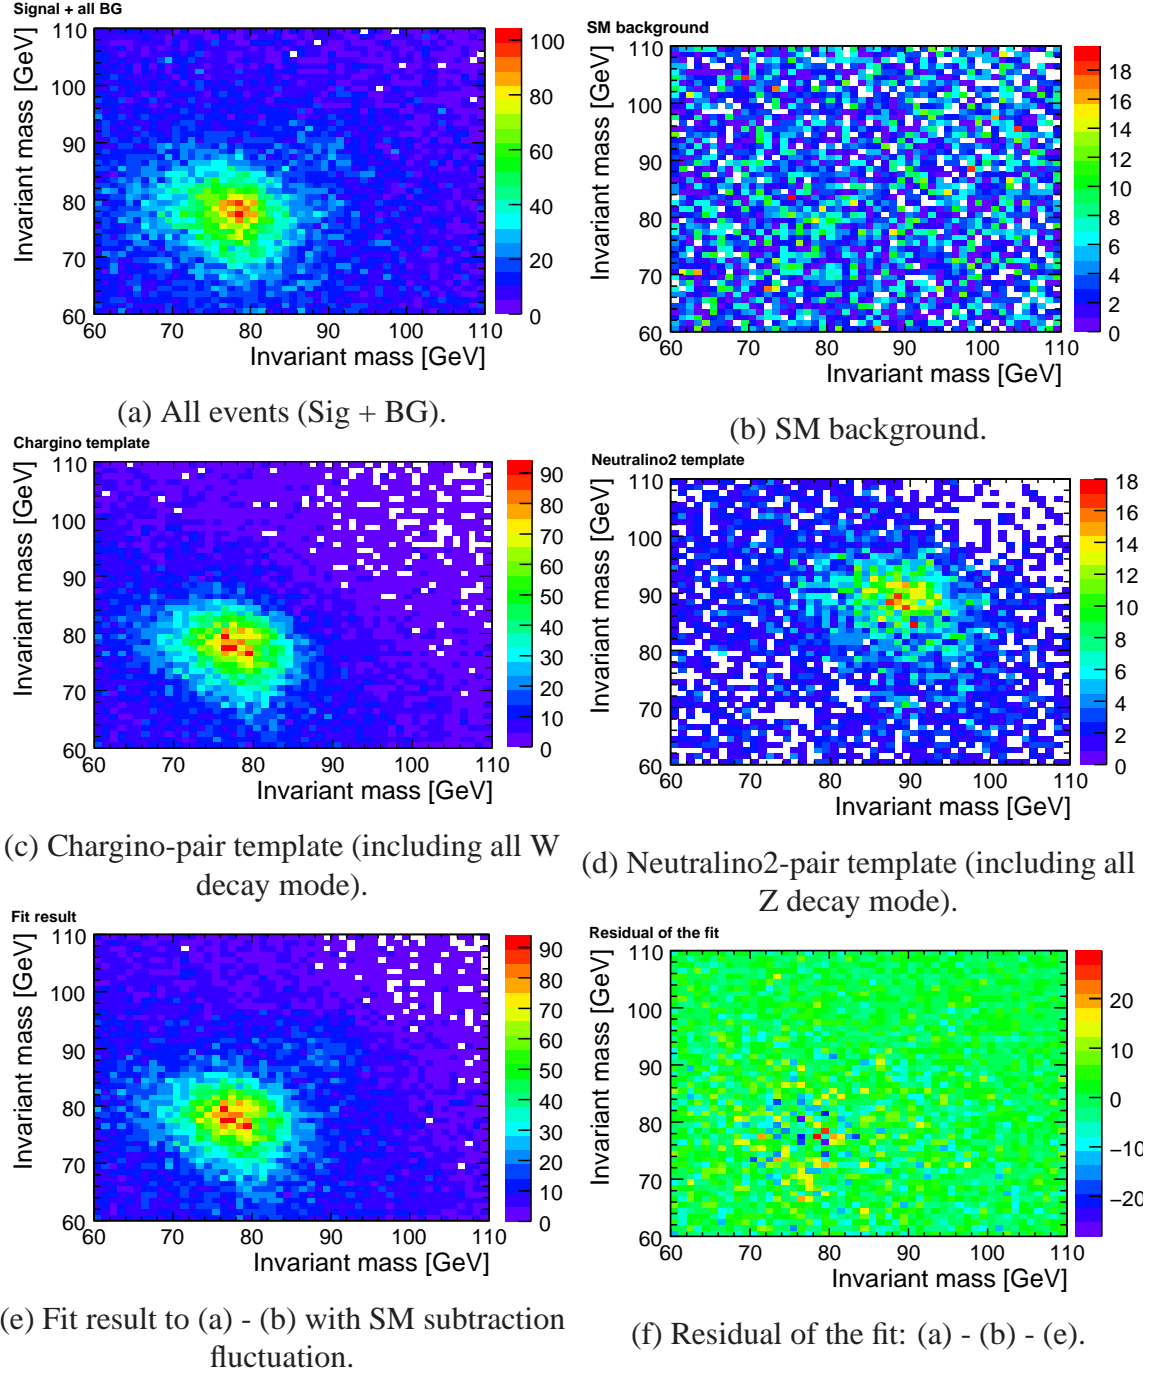 Signal + all BG
Invariant mass [GeV]
110
100
90
80
70
60
60 70 80 90 100 110
Invariant mass [GeV]
100
80
60
40
20
0
(a) All events (Sig + BG).
SM background
Invariant mass [GeV]
110
100
90
80
70
60
60 70 80 90 100 110
Invariant mass [GeV]
18
16
14
12
10
8
6
4
2
0
(b) SM background.
Chargino template
Invariant mass [GeV]
110
100
90
80
70
60
60 70 80 90 100 110
Invariant mass [GeV]
90
80
70
60
50
40
30
20
10
0
(c) Chargino-pair template (including all W
decay mode).
Neutralino2 template
Invariant mass [GeV]
110
100
90
80
70
60
60 70 80 90 100 110
Invariant mass [GeV]
18
16
14
12
10
8
6
4
2
0
(d) Neutralino2-pair template (including all
Z decay mode).
Fit result
Invariant mass [GeV]
110
100
90
80
70
60
60 70 80 90 100 110
Invariant mass [GeV]
90
80
70
60
50
40
30
20
10
0
(e) Fit result to (a) - (b) with SM subtraction
fluctuation.
Residual of the fit
Invariant mass [GeV]
110
100
90
80
70
60
60 70 80 90 100 110
Invariant mass [GeV]
20
10
0
−10
−20
(f) Residual of the fit: (a) - (b) - (e).